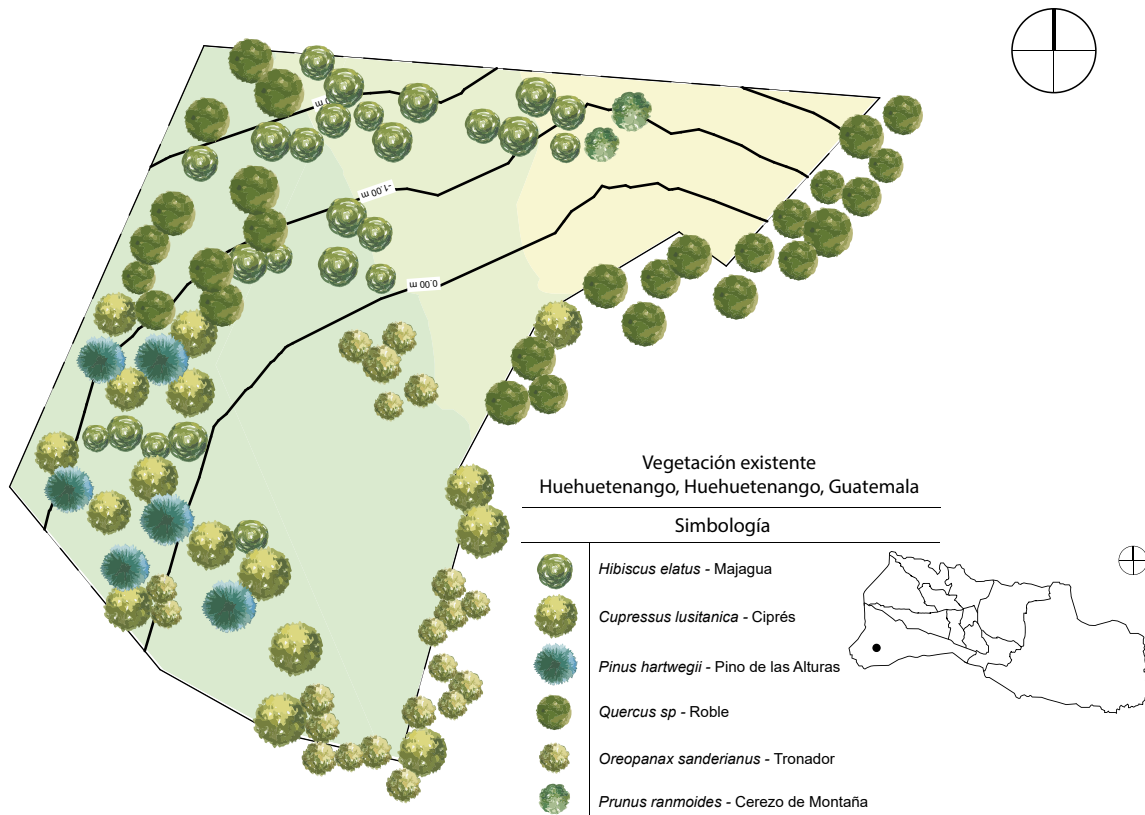 -1.00 m
0.00 m
Vegetación existente
Huehuetenango, Huehuetenango, Guatemala
Simbología
Hibiscus elatus - Majagua
Cupressus lusitanica - Ciprés
Pinus hartwegii - Pino de las Alturas
Quercus sp - Roble
Oreopanax sanderianus - Tronador
Prunus ranmoides - Cerezo de Montaña